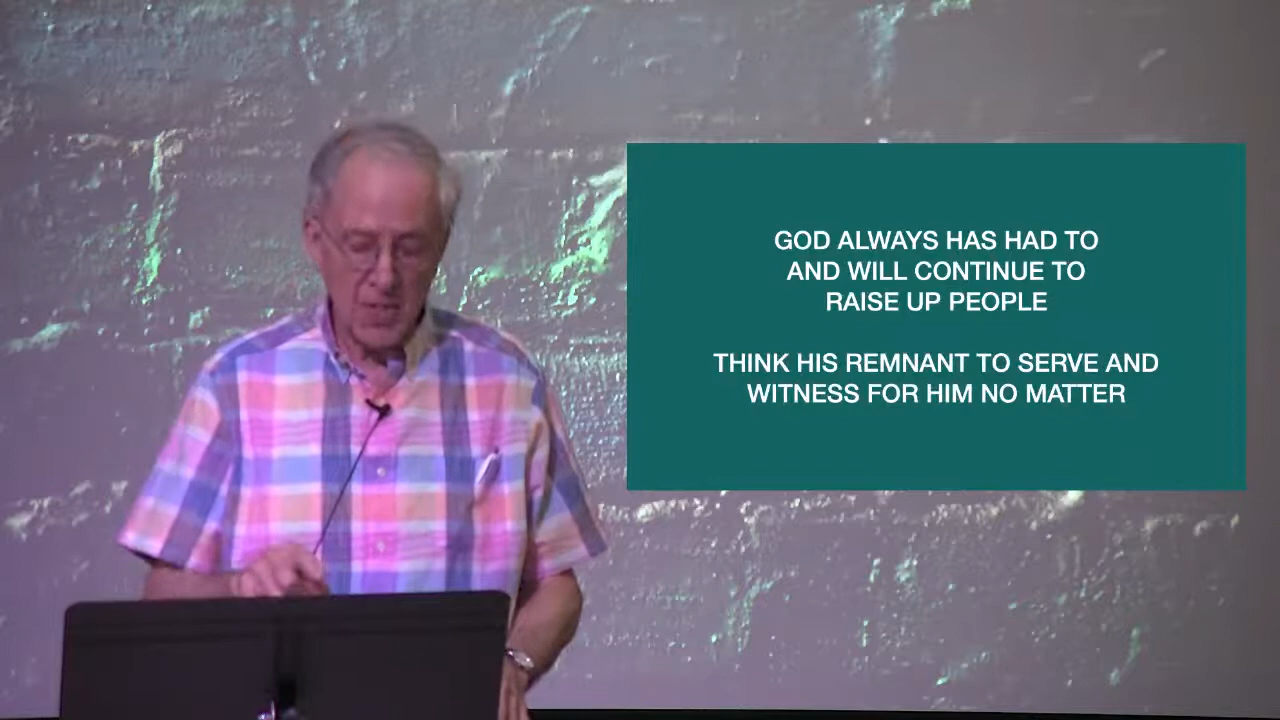 GOD ALWAYS HAS HAD TO
AND WILL CONTINUE TO
RAISE UP PEOPLE
THINK HIS REMNANT TO SERVE AND
WITNESS FOR HIM NO MATTER